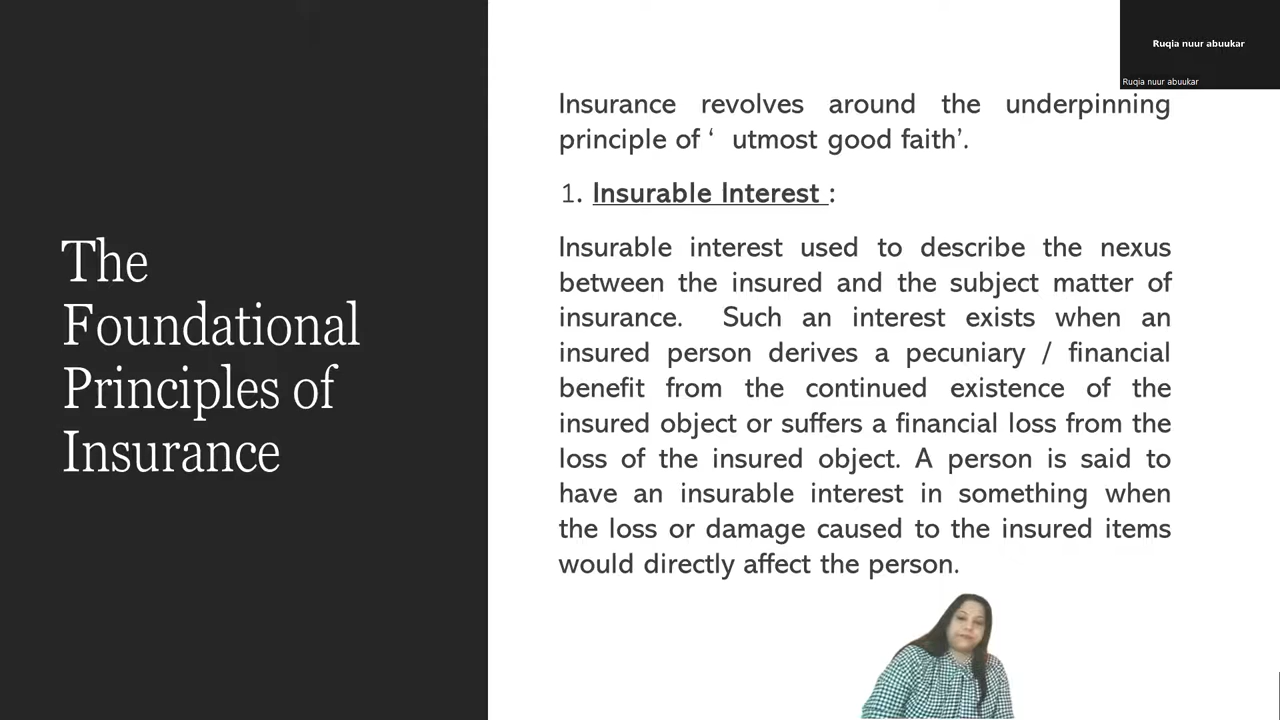 The
Foundational
Principles of
Insurance
Insurance revolves around the underpinning
principle of ‘ utmost good faith’.
1. Insurable Interest :
Insurable interest used to describe the nexus
between the insured and the subject matter of
insurance. Such an interest exists when an
insured person derives a pecuniary / financial
benefit from the continued existence of the
insured object or suffers a financial loss from the
loss of the insured object. A person is said to
have an insurable interest in something when
the loss or damage caused to the insured items
would directly affect the person.
Ruqia nuur abuukar
Ruqia nuur abuukar